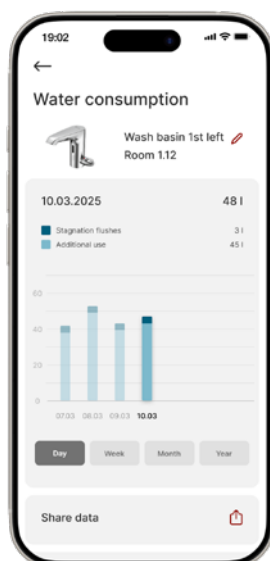 19:02
Water consumption
Wash basin 1st left
Room 1.12
10.03.2025 48 l
Stagnation flushes 3 l
Additional use 45 l
60
40
20
0
07.03 08.03 09.03 10.03
Day Week Month Year
Share data